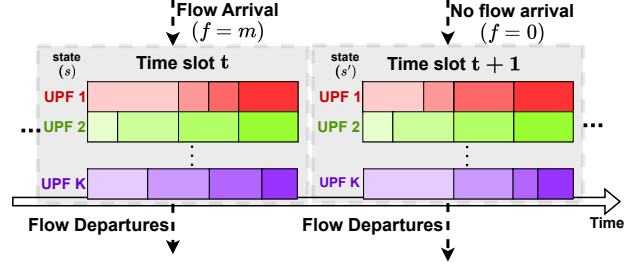 Flow Arrival
(f = m)
No flow arrival
(f = 0)
state
(s)
Time slot t
state
(s′)
Time slot t + 1
UPF 1
UPF 1
...
UPF 2
UPF 2
...
⋮
⋮
UPF K
UPF K
Time
Flow Departures
Flow Departures